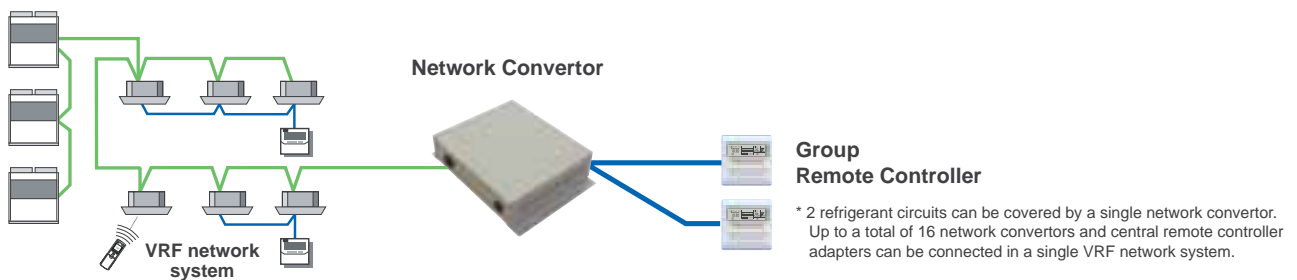 Network Convertor
VRF network
system
Group
Remote Controller
* 2 refrigerant circuits can be covered by a single network convertor.
Up to a total of 16 network convertors and central remote controller
adapters can be connected in a single VRF network system.